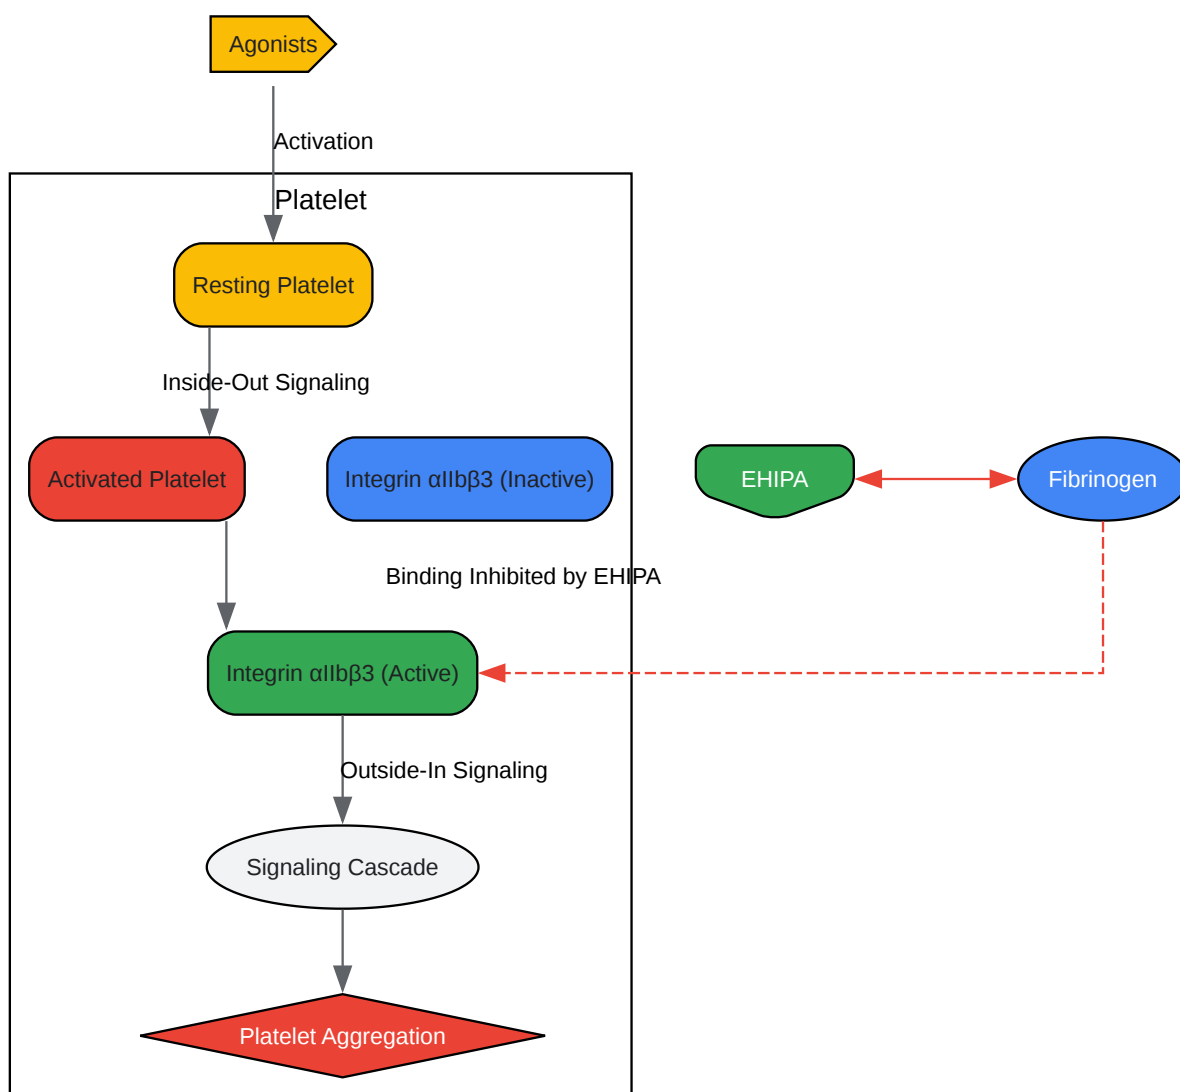 Agonists
Activation
Platelet
Resting Platelet
Inside-Out Signaling
Activated Platelet
Integrin αIIbβ3 (Inactive)
EHIPA
Fibrinogen
Binding Inhibited by EHIPA
Integrin αIIbβ3 (Active)
Outside-In Signaling
Signaling Cascade
Platelet Aggregation